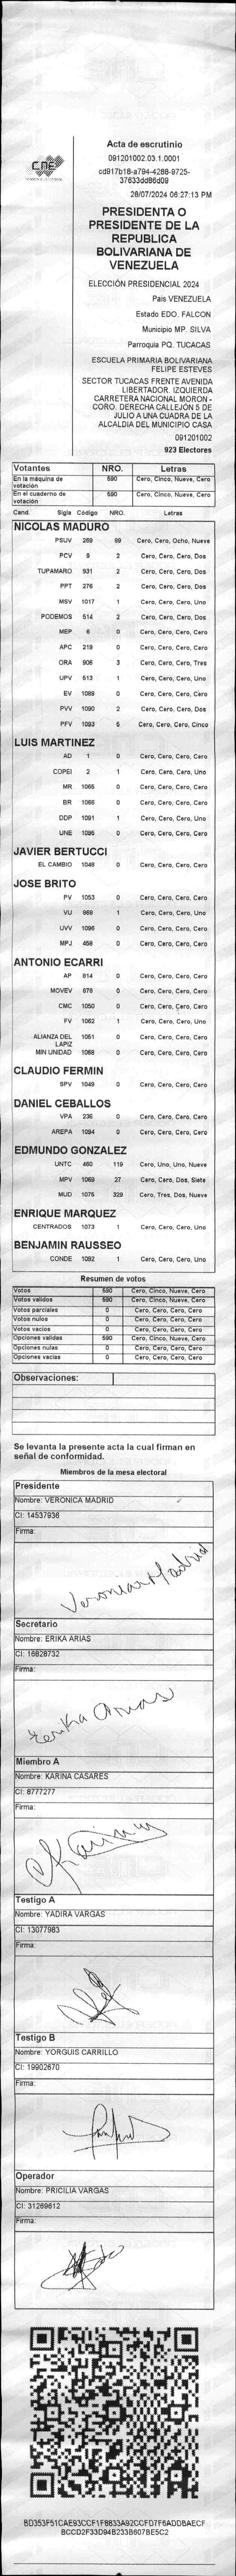 CNE
Acta de escrutinio
091201002.03.1.0001
cd917b18-a794-4288-9725-
37633dd86d09
28/07/2024 06:27:13 PM
PRESIDENTA O
PRESIDENTE DE LA
REPUBLICA
BOLIVARIANA DE
VENEZUELA
ELECCIÓN PRESIDENCIAL 2024
Pais VENEZUELA
Estado EDO. FALCON
Municipio MP. SILVA
Parroquia PQ. TUCACAS
ESCUELA PRIMARIA BOLIVARIANA
FELIPE ESTEVES
SECTOR TUCACAS FRENTE AVENIDA
LIBERTADOR. IZQUIERDA
CARRETERA NACIONAL MORON -
CORO. DERECHA CALLEJÓN 5 DE
JULIO A UNA CUADRA DE LA
ALCALDIA DEL MUNICIPIO CASA
091201002
923 Electores
Votantes NRO. Letras
En la máquina de votación 590 Cero, Cinco, Nueve, Cero
En el cuaderno de votación 590 Cero, Cinco, Nueve, Cero
Cand. Sigla Código NRO. Letras
NICOLAS MADURO
PSUV 269 89 Cero, Cero, Ocho, Nueve
PCV 9 2 Cero, Cero, Cero, Dos
TUPAMARO 931 2 Cero, Cero, Cero, Dos
PPT 276 2 Cero, Cero, Cero, Dos
MSV 1017 1 Cero, Cero, Cero, Uno
PODEMOS 514 2 Cero, Cero, Cero, Dos
MEP 6 0 Cero, Cero, Cero, Cero
APC 219 0 Cero, Cero, Cero, Cero
ORA 906 3 Cero, Cero, Cero, Tres
UPV 513 1 Cero, Cero, Cero, Uno
EV 1089 0 Cero, Cero, Cero, Cero
PVV 1090 2 Cero, Cero, Cero, Dos
PFV 1093 5 Cero, Cero, Cero, Cinco
LUIS MARTINEZ
AD 1 0 Cero, Cero, Cero, Cero
COPEI 2 1 Cero, Cero, Cero, Uno
MR 1065 0 Cero, Cero, Cero, Cero
BR 1066 0 Cero, Cero, Cero, Cero
DDP 1091 1 Cero, Cero, Cero, Uno
UNE 1095 0 Cero, Cero, Cero, Cero
JAVIER BERTUCCI
EL CAMBIO 1048 0 Cero, Cero, Cero, Cero
JOSE BRITO
PV 1053 0 Cero, Cero, Cero, Cero
VU 868 1 Cero, Cero, Cero, Uno
UVV 1096 0 Cero, Cero, Cero, Cero
MPJ 458 0 Cero, Cero, Cero, Cero
ANTONIO ECARRI
AP 814 0 Cero, Cero, Cero, Cero
MOVEV 878 0 Cero, Cero, Cero, Cero
CMC 1050 0 Cero, Cero, Cero, Cero
FV 1062 1 Cero, Cero, Cero, Uno
ALIANZA DEL LAPIZ 1051 0 Cero, Cero, Cero, Cero
MIN UNIDAD 1058 0 Cero, Cero, Cero, Cero
CLAUDIO FERMIN
SPV 1049 0 Cero, Cero, Cero, Cero
DANIEL CEBALLOS
VPA 236 0 Cero, Cero, Cero, Cero
AREPA 1094 0 Cero, Cero, Cero, Cero
EDMUNDO GONZALEZ
UNTC 460 119 Cero, Uno, Uno, Nueve
MPV 1069 27 Cero, Cero, Dos, Siete
MUD 1075 329 Cero, Tres, Dos, Nueve
ENRIQUE MARQUEZ
CENTRADOS 1073 1 Cero, Cero, Cero, Uno
BENJAMIN RAUSSEO
CONDE 1092 1 Cero, Cero, Cero, Uno
Resumen de votos
Votos 590 Cero, Cinco, Nueve, Cero
Votos validos 590 Cero, Cinco, Nueve, Cero
Votos parciales 0 Cero, Cero, Cero, Cero
Votos nulos 0 Cero, Cero, Cero, Cero
Votos vacios 0 Cero, Cero, Cero, Cero
Opciones validas 590 Cero, Cinco, Nueve, Cero
Opciones nulas 0 Cero, Cero, Cero, Cero
Opciones vacias 0 Cero, Cero, Cero, Cero
Observaciones:
Se levanta la presente acta la cual firman en
señal de conformidad.
Miembros de la mesa electoral
Presidente
Nombre: VERONICA MADRID
CI: 14537936
Firma:
Veronica Madrid
Secretario
Nombre: ERIKA ARIAS
CI: 16828732
Firma:
Erika Arias
Miembro A
Nombre: KARINA CASARES
CI: 8777277
Firma:
Karina
Testigo A
Nombre: YADIRA VARGAS
CI: 13077983
Firma:
Testigo B
Nombre: YORGUIS CARRILLO
CI: 19902670
Firma:
Operador
Nombre: PRICILIA VARGAS
CI: 31269612
Firma:
BD353F51CAE93CCF1F8833A92CCFD7F6ADDBAECF
BCCD2F33D94B233B607BE5C2